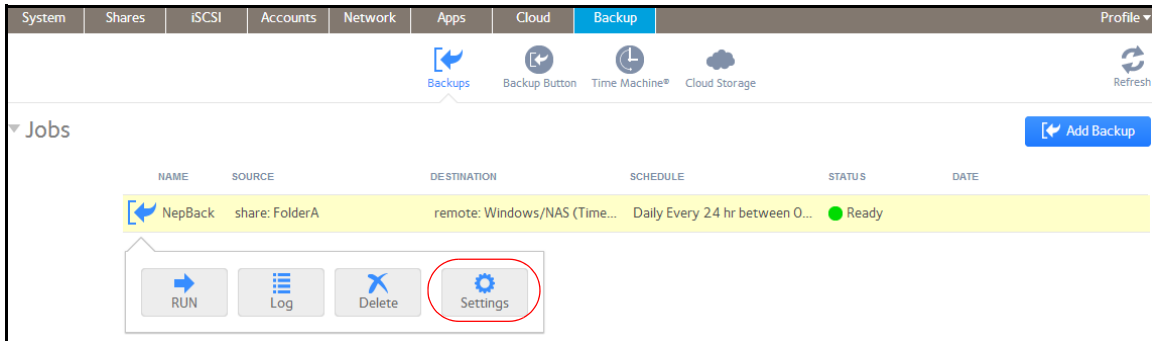 System Shares iSCSI Accounts Network Apps Cloud Backup Profile
Backups Backup Button Time Machine® Cloud Storage Refresh
Jobs Add Backup
NAME SOURCE DESTINATION SCHEDULE STATUS DATE
NepBack share: FolderA remote: Windows/NAS (Time... Daily Every 24 hr between 0... Ready
RUN Log Delete Settings